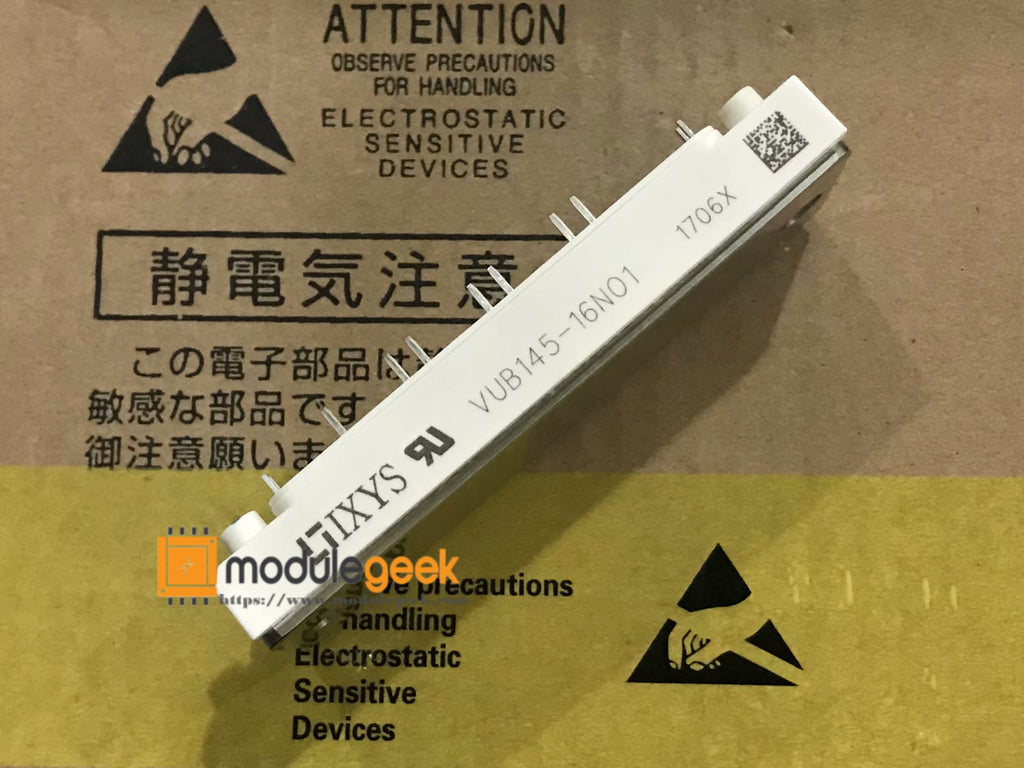 ATTENTION
OBSERVE PRECAUTIONS
FOR HANDLING
ELECTROSTATIC
SENSITIVE
DEVICES
静電気注意
この電子部品は
敏感な部品です
御注意願いま
1706X
VUB145-16NO1
IXYS
modulegeek
https://www.
precautions
handling
Electrostatic
Sensitive
Devices